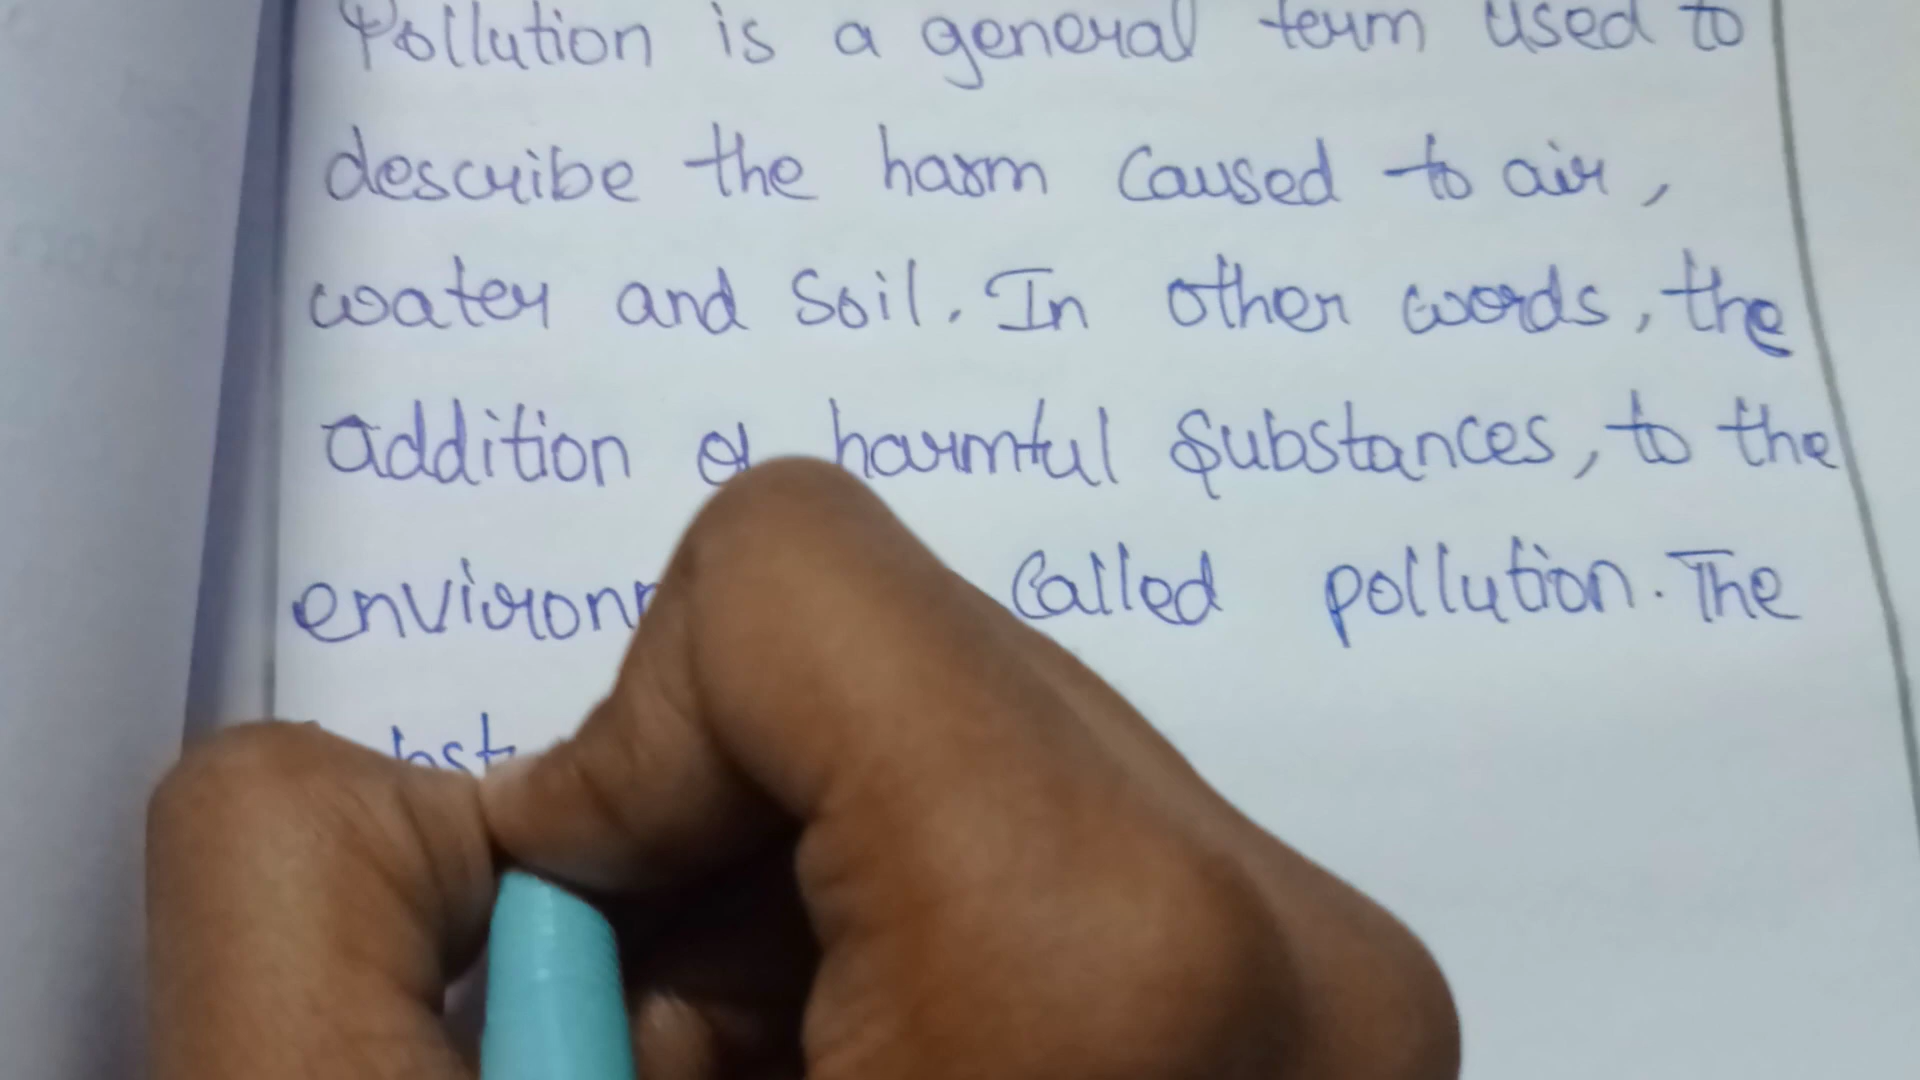 Pollution is a general term used to
describe the harm caused to air,
water and Soil. In other words, the
addition of harmful Substances, to the
called pollution. The